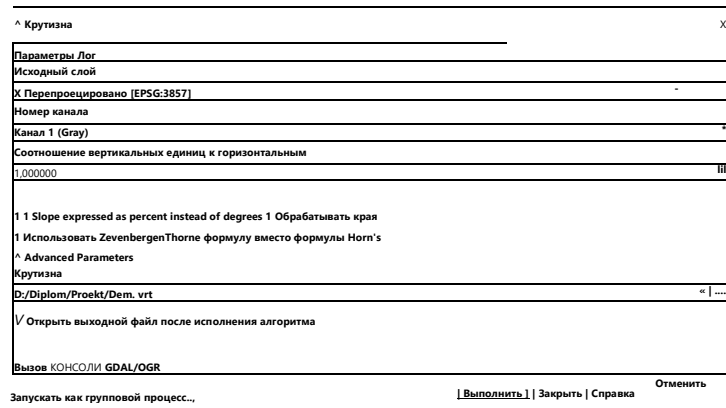 ^ Крутизна X
Параметры Лог
Исходный слой
X Перепроецировано [EPSG:3857] -
Номер канала
Канал 1 (Gray) *
Соотношение вертикальных единиц к горизонтальным
1,000000 lil
1 1 Slope expressed as percent instead of degrees 1 Обрабатывать края
1 Использовать ZevenbergenThorne формулу вместо формулы Horn's
^ Advanced Parameters
Крутизна
D:/Diplom/Proekt/Dem. vrt « | ....
V Открыть выходной файл после исполнения алгоритма
Вызов КОНСОЛИ GDAL/OGR
Отменить
Запускать как групповой процесс.., | Выполнить ] | Закрыть | Справка